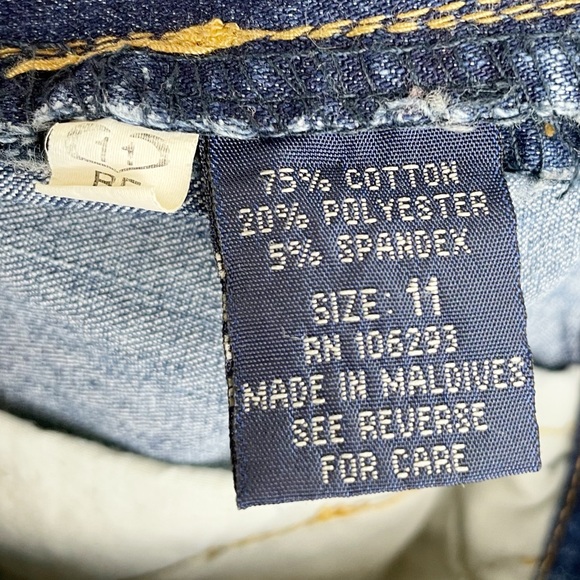 11
75% COTTON
20% POLYESTER
5% SPANDEX
SIZE: 11
RN 106293
MADE IN MALDIVES
SEE REVERSE
FOR CARE